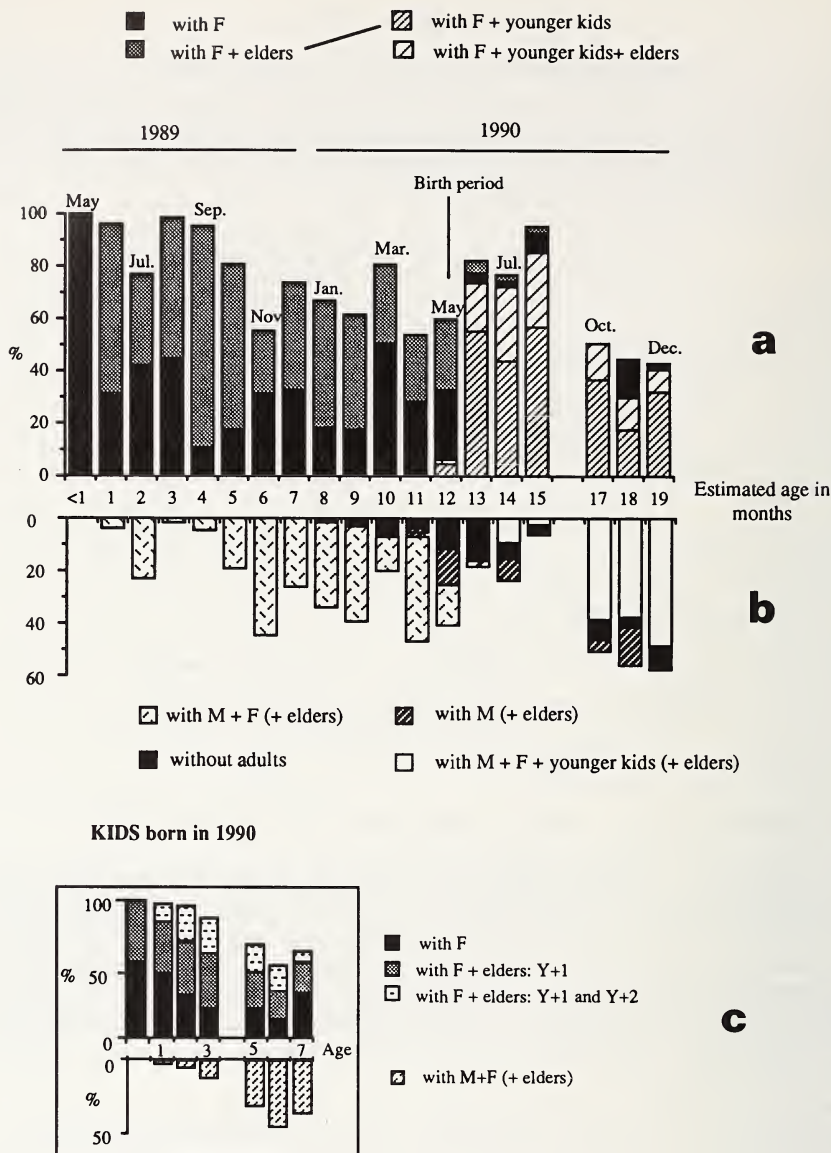 with F
with F + elders
with F + younger kids
with F + younger kids+ elders
1989
1990
Birth period
100
80
60
40
20
0
%
May
Jul.
Sep.
Nov
Jan.
Mar.
May
Jul.
Oct.
Dec.
a
<1 1 2 3 4 5 6 7 8 9 10 11 12 13 14 15 17 18 19
Estimated age in
months
0
20
40
60
b
with M + F (+ elders)
with M (+ elders)
without adults
with M + F + younger kids (+ elders)
KIDS born in 1990
100
%
50
0
1 3 5 7 Age
0
%
50
with F
with F + elders: Y+1
with F + elders: Y+1 and Y+2
with M+F (+ elders)
c